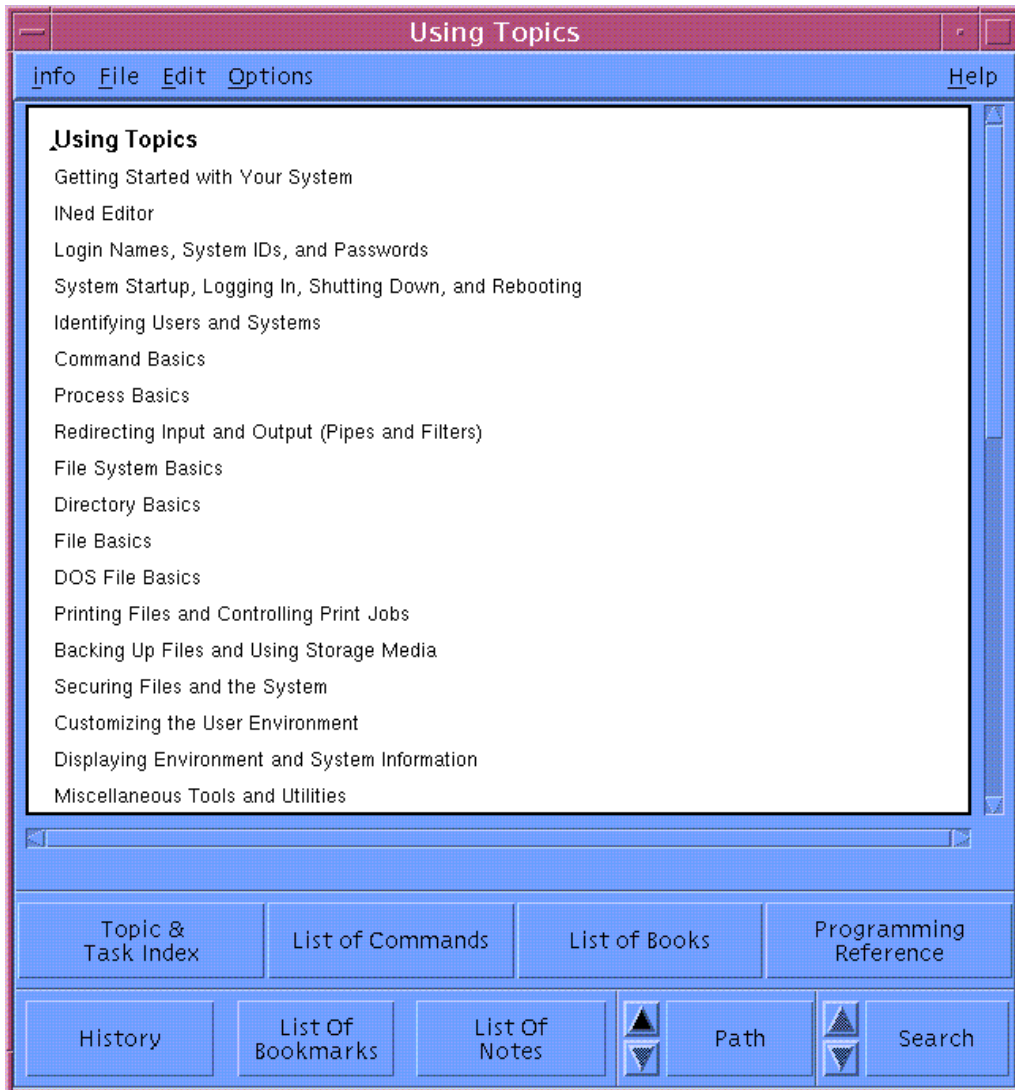 Using Topics
info File Edit Options Help
Using Topics
Getting Started with Your System
INed Editor
Login Names, System IDs, and Passwords
System Startup, Logging In, Shutting Down, and Rebooting
Identifying Users and Systems
Command Basics
Process Basics
Redirecting Input and Output (Pipes and Filters)
File System Basics
Directory Basics
File Basics
DOS File Basics
Printing Files and Controlling Print Jobs
Backing Up Files and Using Storage Media
Securing Files and the System
Customizing the User Environment
Displaying Environment and System Information
Miscellaneous Tools and Utilities
Topic &
Task Index
List of Commands
List of Books
Programming
Reference
History
List Of
Bookmarks
List Of
Notes
Path
Search